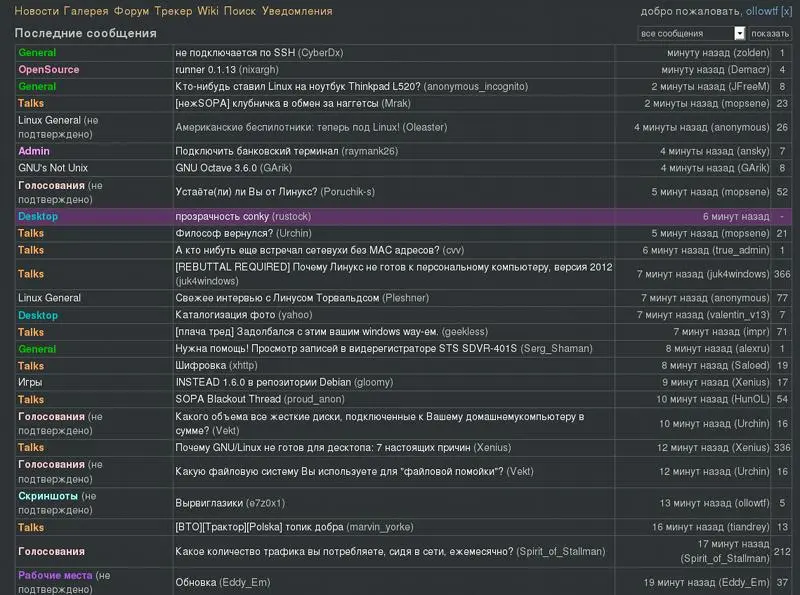 Новости Галерея Форум Трекер Wiki Поиск Уведомления добро пожаловать, ollowtf [x]
Последние сообщения все сообщения показать
General не подключается по SSH (CyberDx) минуту назад (zolden) 1
OpenSource runner 0.1.13 (nixargh) минуту назад (Demacr) 4
General Кто-нибудь ставил Linux на ноутбук Thinkpad L520? (anonymous_incognito) 2 минуты назад (JFreeM) 8
Talks [нежSOPA] клубничка в обмен за наггетсы (Mrak) 2 минуты назад (mopsene) 23
Linux General (не
подтверждено) Американские беспилотники: теперь под Linux! (Oleaster) 4 минуты назад (anonymous) 26
Admin Подключить банковский терминал (raymank26) 4 минуты назад (ansky) 7
GNU's Not Unix GNU Octave 3.6.0 (GArik) 4 минуты назад (GArik) 8
Голосования (не
подтверждено) Устаёте(ли) ли Вы от Линукс? (Poruchik-s) 5 минут назад (mopsene) 52
Desktop прозрачность conky (rustock) 6 минут назад -
Talks Философ вернулся? (Urchin) 5 минут назад (mopsene) 21
Talks А кто нибуть еще встречал сетевухи без MAC адресов? (cvv) 6 минут назад (true_admin) 1
Talks [REBUTTAL REQUIRED] Почему Линукс не готов к персональному компьютеру, версия 2012
(juk4windows) 7 минут назад (juk4windows) 366
Linux General Свежее интервью с Линусом Торвальдсом (Pleshner) 7 минут назад (anonymous) 77
Desktop Каталогизация фото (yahoo) 7 минут назад (valentin_v13) 7
Talks [плача тред] Задолбался с этим вашим windows way-ем. (geekless) 7 минут назад (impr) 71
General Нужна помощь! Просмотр записей в видерегистраторе STS SDVR-401S (Serg_Shaman) 8 минут назад (alexru) 1
Talks Шифровка (xhttp) 8 минут назад (Saloed) 19
Игры INSTEAD 1.6.0 в репозитории Debian (gloomy) 9 минут назад (Xenius) 17
Talks SOPA Blackout Thread (proud_anon) 10 минут назад (HunOL) 54
Голосования (не
подтверждено) Какого объема все жесткие диски, подключенные к Вашему домашнемукомпьютеру в
сумме? (Vekt) 10 минут назад (Urchin) 16
Talks Почему GNU/Linux не готов для десктопа: 7 настоящих причин (Xenius) 12 минут назад (Xenius) 336
Голосования (не
подтверждено) Какую файловую систему Вы используете для "файловой помойки"? (Vekt) 12 минут назад (Urchin) 16
Скриншоты (не
подтверждено) Вырвиглазики (e7z0x1) 13 минут назад (ollowtf) 5
Talks [ВТО][Трактор][Polska] топик добра (marvin_yorke) 16 минут назад (tiandrey) 13
Голосования Какое количество трафика вы потребляете, сидя в сети, ежемесячно? (Spirit_of_Stallman) 17 минут назад
(Spirit_of_Stallman) 212
Рабочие места (не
подтверждено) Обновка (Eddy_Em) 19 минут назад (Eddy_Em) 37